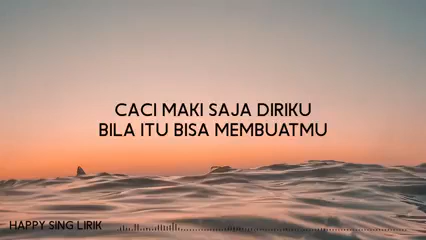 CACI MAKI SAJA DIRIKU
BILA ITU BISA MEMBUATMU
HAPPY SING LIRIK